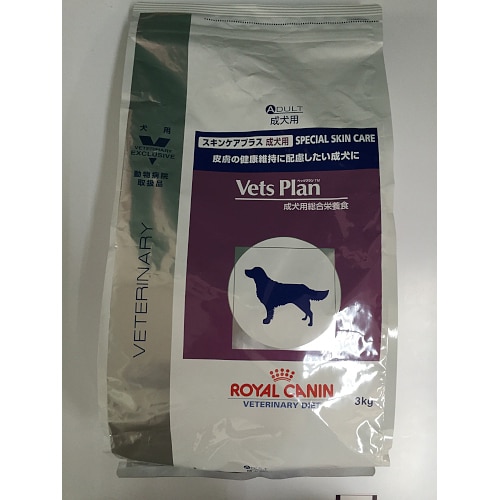 ADULT
成犬用
スキンケアプラス 成犬用 SPECIAL SKIN CARE
皮膚の健康維持に配慮したい成犬に
Vets Plan
成犬用総合栄養食
犬用
VETERINARY
EXCLUSIVE
動物病院
取扱品
VETERINARY
ROYAL CANIN
VETERINARY DIET
3kg